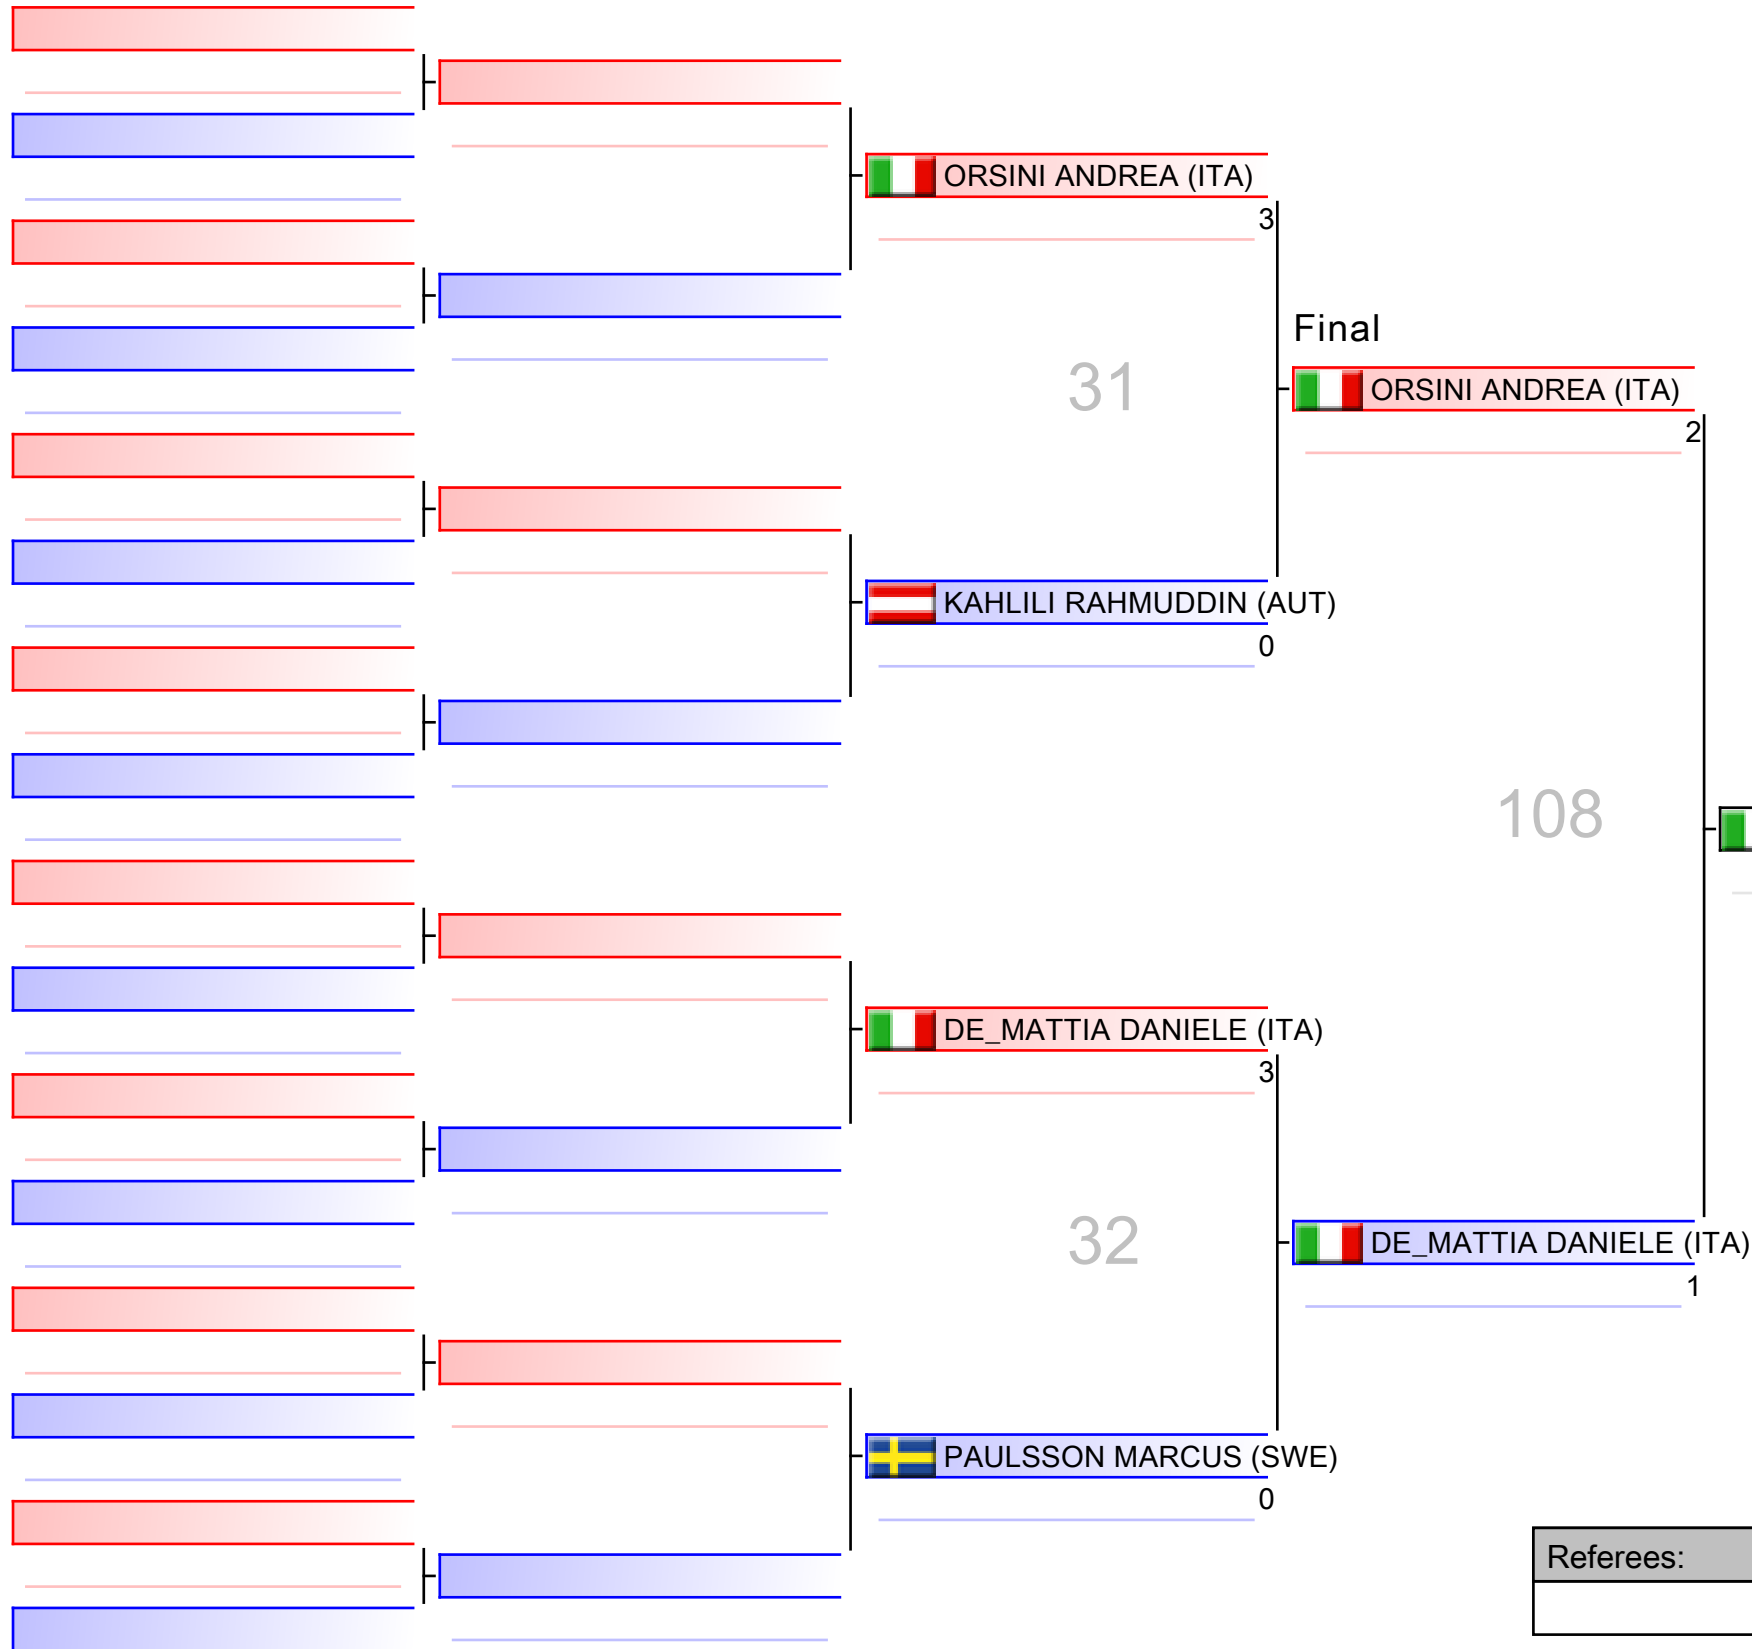 ORSINI ANDREA (ITA)
3
Final
31
ORSINI ANDREA (ITA)
2
KAHLILI RAHMUDDIN (AUT)
0
108
DE_MATTIA DANIELE (ITA)
3
32
DE_MATTIA DANIELE (ITA)
1
PAULSSON MARCUS (SWE)
0
Referees: